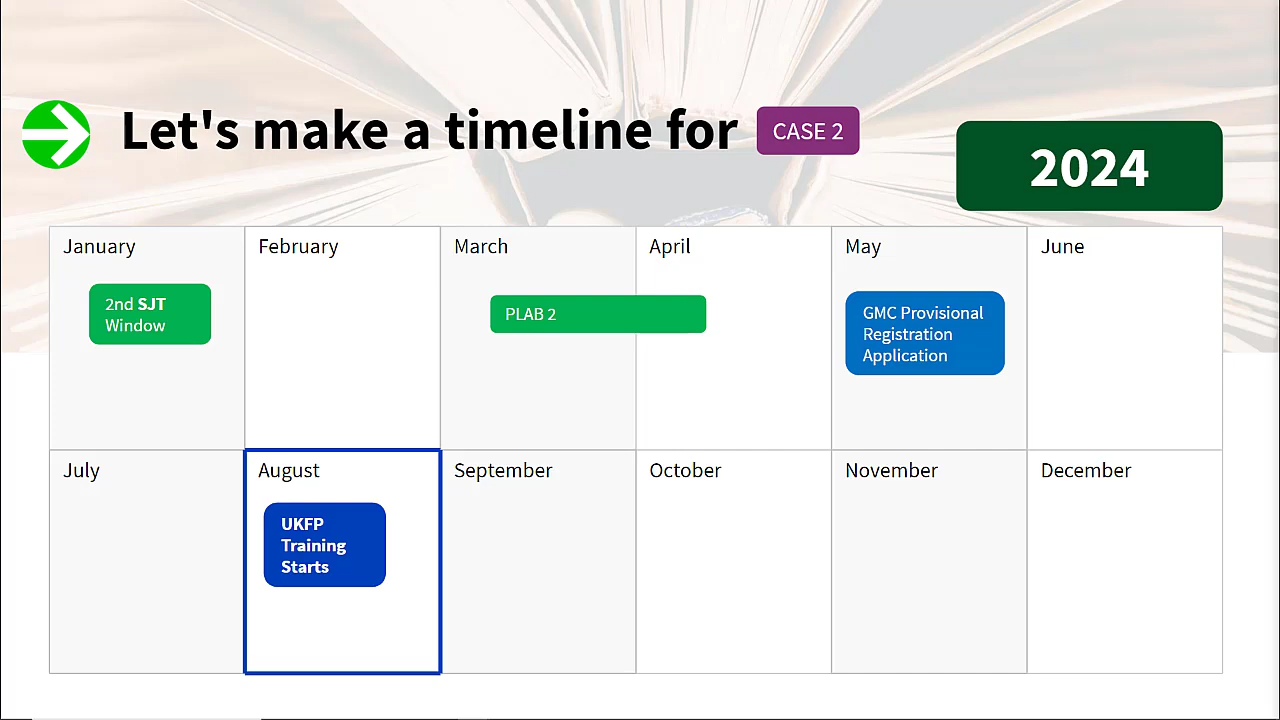 Let's make a timeline for CASE 2
2024
January
February
March
April
May
June
2nd SJT
Window
PLAB 2
GMC Provisional
Registration
Application
July
August
September
October
November
December
UKFP
Training
Starts